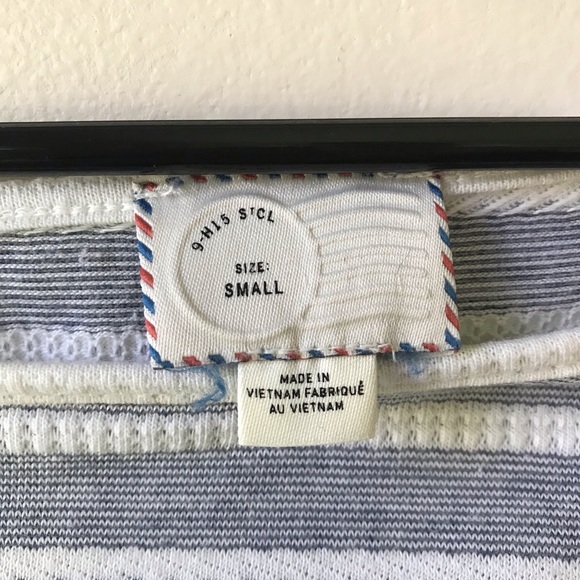 9-H15 STCL
SIZE:
SMALL
MADE IN
VIETNAM FABRIQUÉ
AU VIETNAM